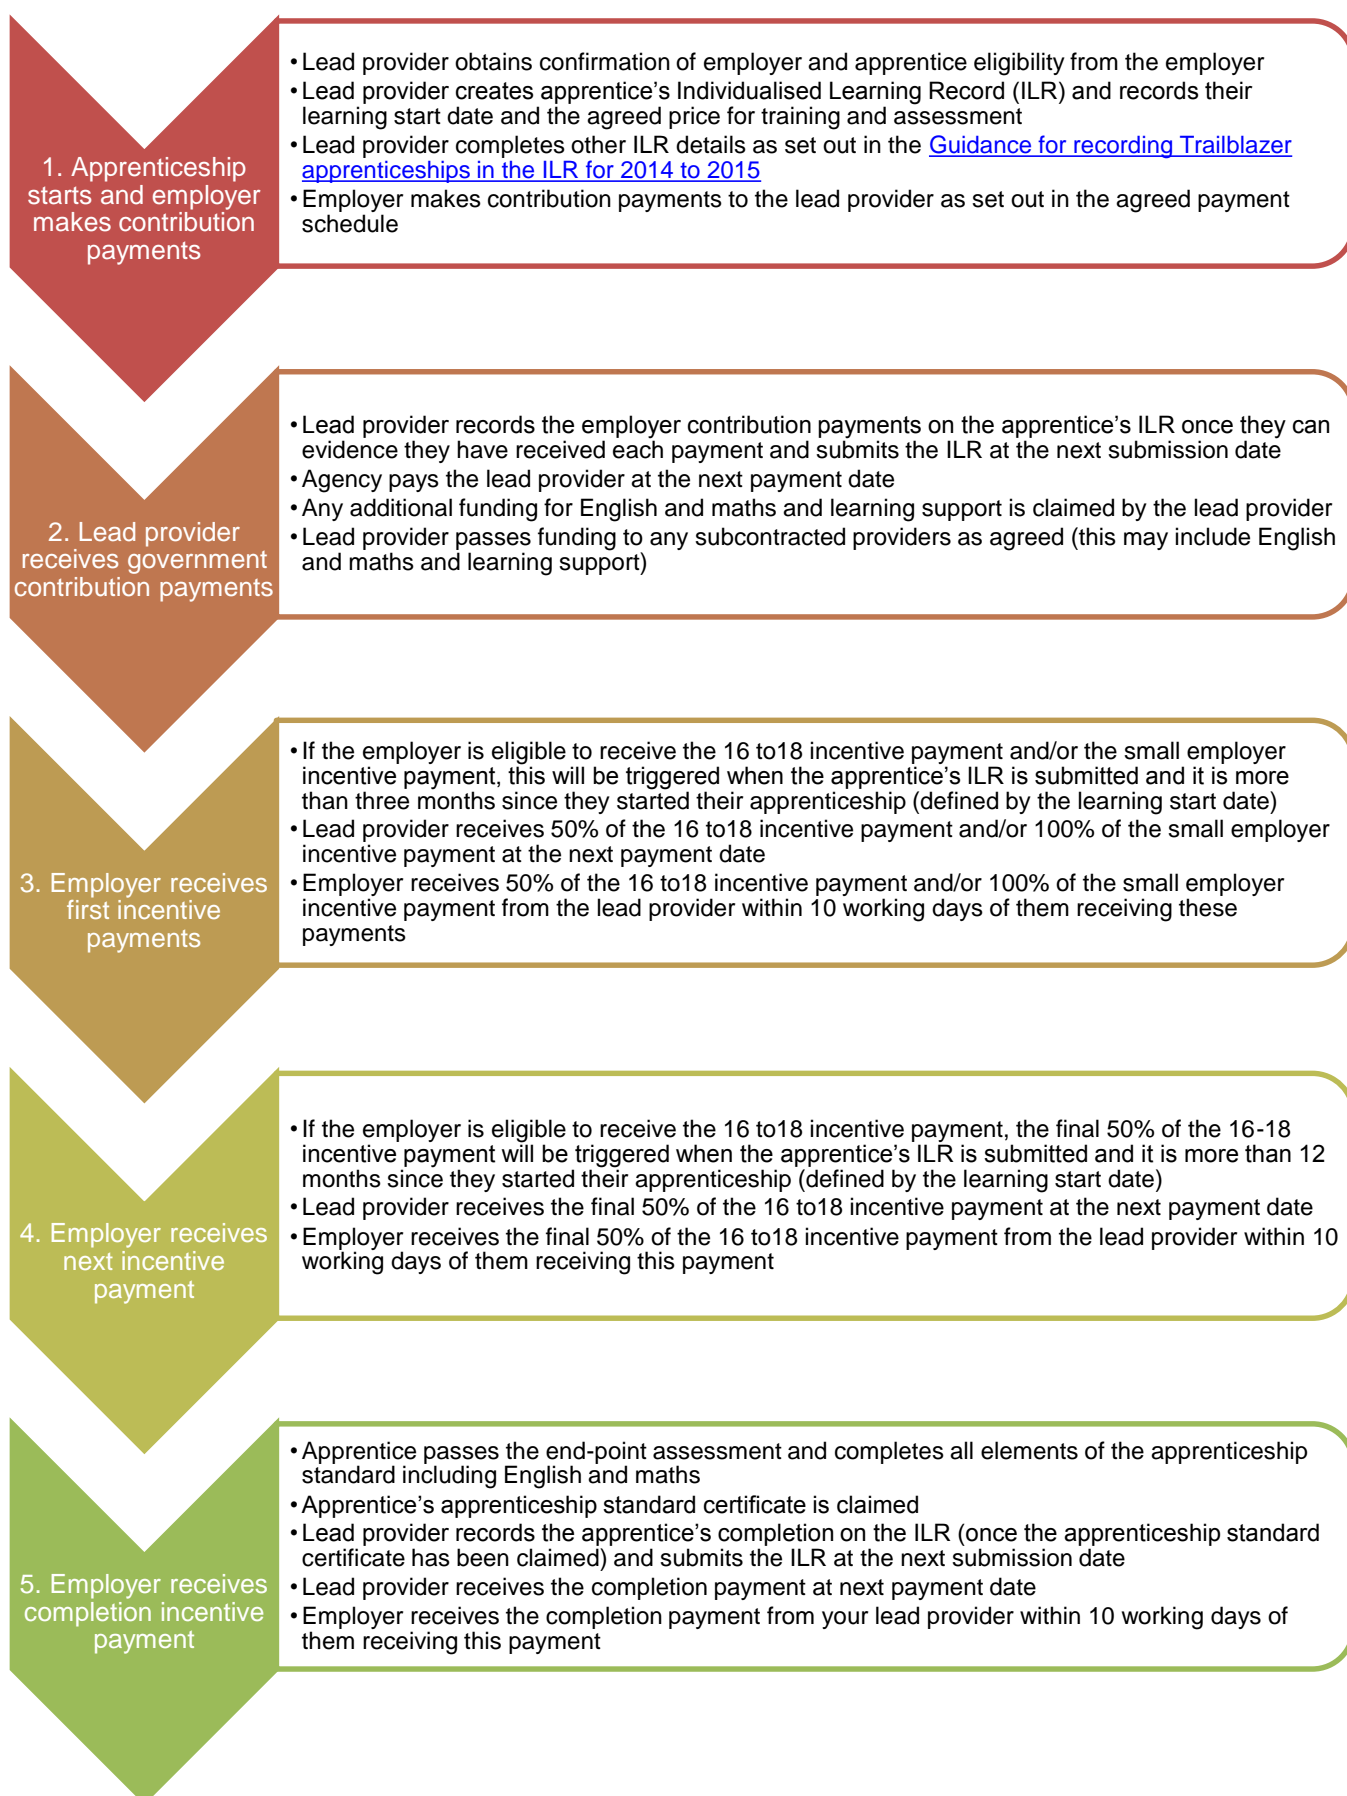 1. Apprenticeship
starts and employer
makes contribution
payments
•Lead provider obtains confirmation of employer and apprentice eligibility from the employer
•Lead provider creates apprentice's Individualised Learning Record (ILR) and records their
learning start date and the agreed price for training and assessment
•Lead provider completes other ILR details as set out in the Guidance for recording Trailblazer
apprenticeships in the ILR for 2014 to 2015
•Employer makes contribution payments to the lead provider as set out in the agreed payment
schedule
2. Lead provider
receives government
contribution payments
•Lead provider records the employer contribution payments on the apprentice's ILR once they can
evidence they have received each payment and submits the ILR at the next submission date
•Agency pays the lead provider at the next payment date
•Any additional funding for English and maths and learning support is claimed by the lead provider
•Lead provider passes funding to any subcontracted providers as agreed (this may include English
and maths and learning support)
3. Employer receives
first incentive
payments
•If the employer is eligible to receive the 16 to18 incentive payment and/or the small employer
incentive payment, this will be triggered when the apprentice's ILR is submitted and it is more
than three months since they started their apprenticeship (defined by the learning start date)
•Lead provider receives 50% of the 16 to18 incentive payment and/or 100% of the small employer
incentive payment at the next payment date
•Employer receives 50% of the 16 to18 incentive payment and/or 100% of the small employer
incentive payment from the lead provider within 10 working days of them receiving these
payments
4. Employer receives
next incentive
payment
•If the employer is eligible to receive the 16 to18 incentive payment, the final 50% of the 16-18
incentive payment will be triggered when the apprentice's ILR is submitted and it is more than 12
months since they started their apprenticeship (defined by the learning start date)
•Lead provider receives the final 50% of the 16 to18 incentive payment at the next payment date
•Employer receives the final 50% of the 16 to18 incentive payment from the lead provider within 10
working days of them receiving this payment
5. Employer receives
completion incentive
payment
•Apprentice passes the end-point assessment and completes all elements of the apprenticeship
standard including English and maths
•Apprentice's apprenticeship standard certificate is claimed
•Lead provider records the apprentice's completion on the ILR (once the apprenticeship standard
certificate has been claimed) and submits the ILR at the next submission date
•Lead provider receives the completion payment at next payment date
•Employer receives the completion payment from your lead provider within 10 working days of
them receiving this payment